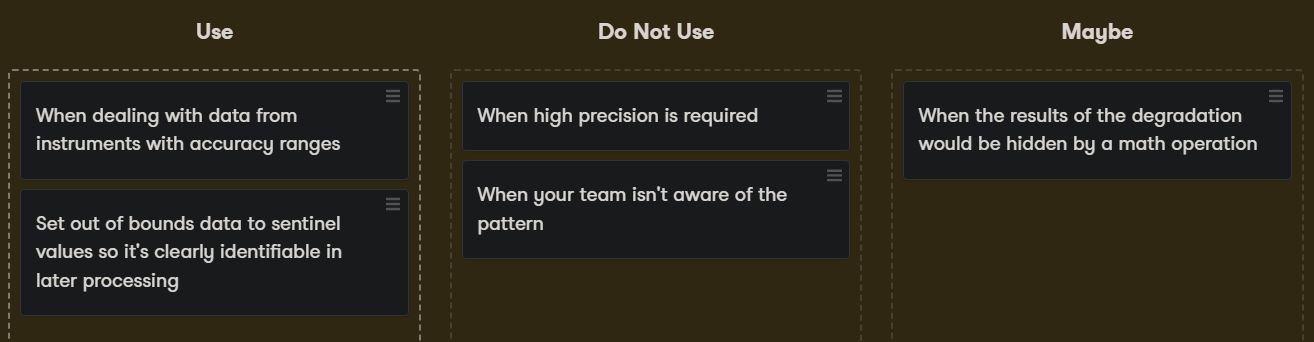 Use
When dealing with data from
instruments with accuracy ranges
Set out of bounds data to sentinel
values so it's clearly identifiable in
later processing
Do Not Use
When high precision is required
When your team isn't aware of the
pattern
Maybe
When the results of the degradation
would be hidden by a math operation